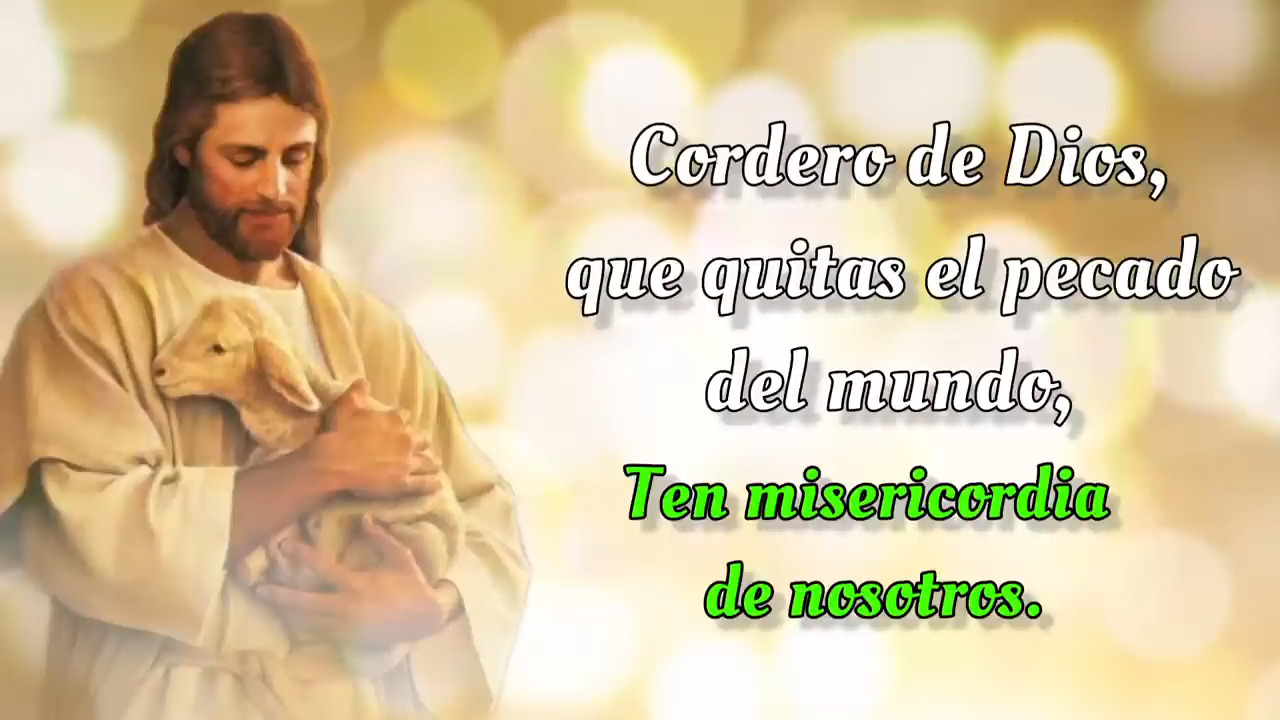 Cordero de Dios,
que quitas el pecado
del mundo,
Ten misericordia
de nosotros.